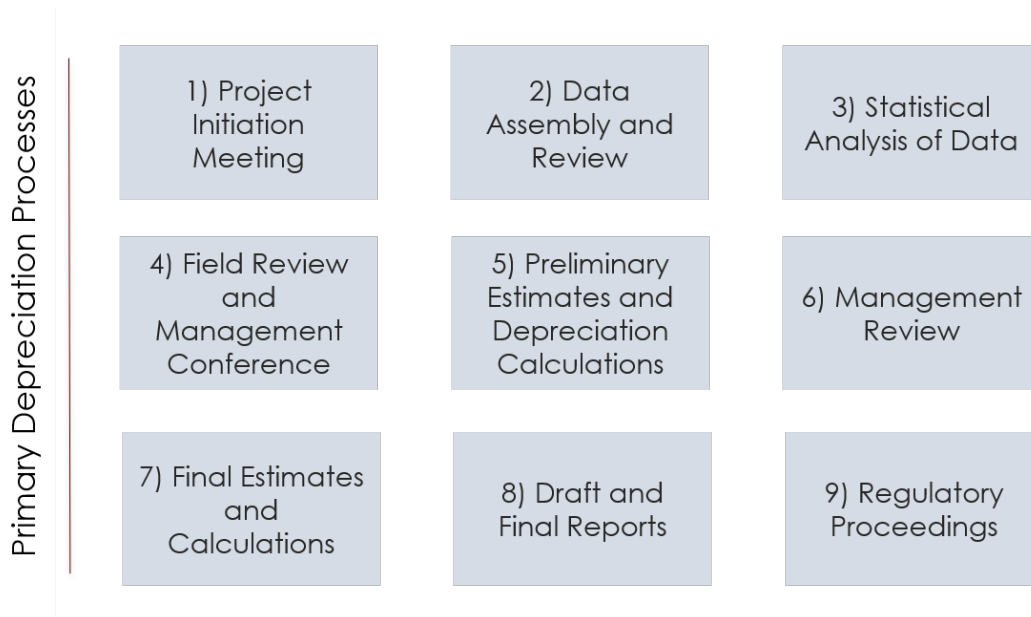 Primary Depreciation Processes
1) Project
Initiation
Meeting
2) Data
Assembly and
Review
3) Statistical
Analysis of Data
4) Field Review
and
Management
Conference
5) Preliminary
Estimates and
Depreciation
Calculations
6) Management
Review
7) Final Estimates
and
Calculations
8) Draft and
Final Reports
9) Regulatory
Proceedings